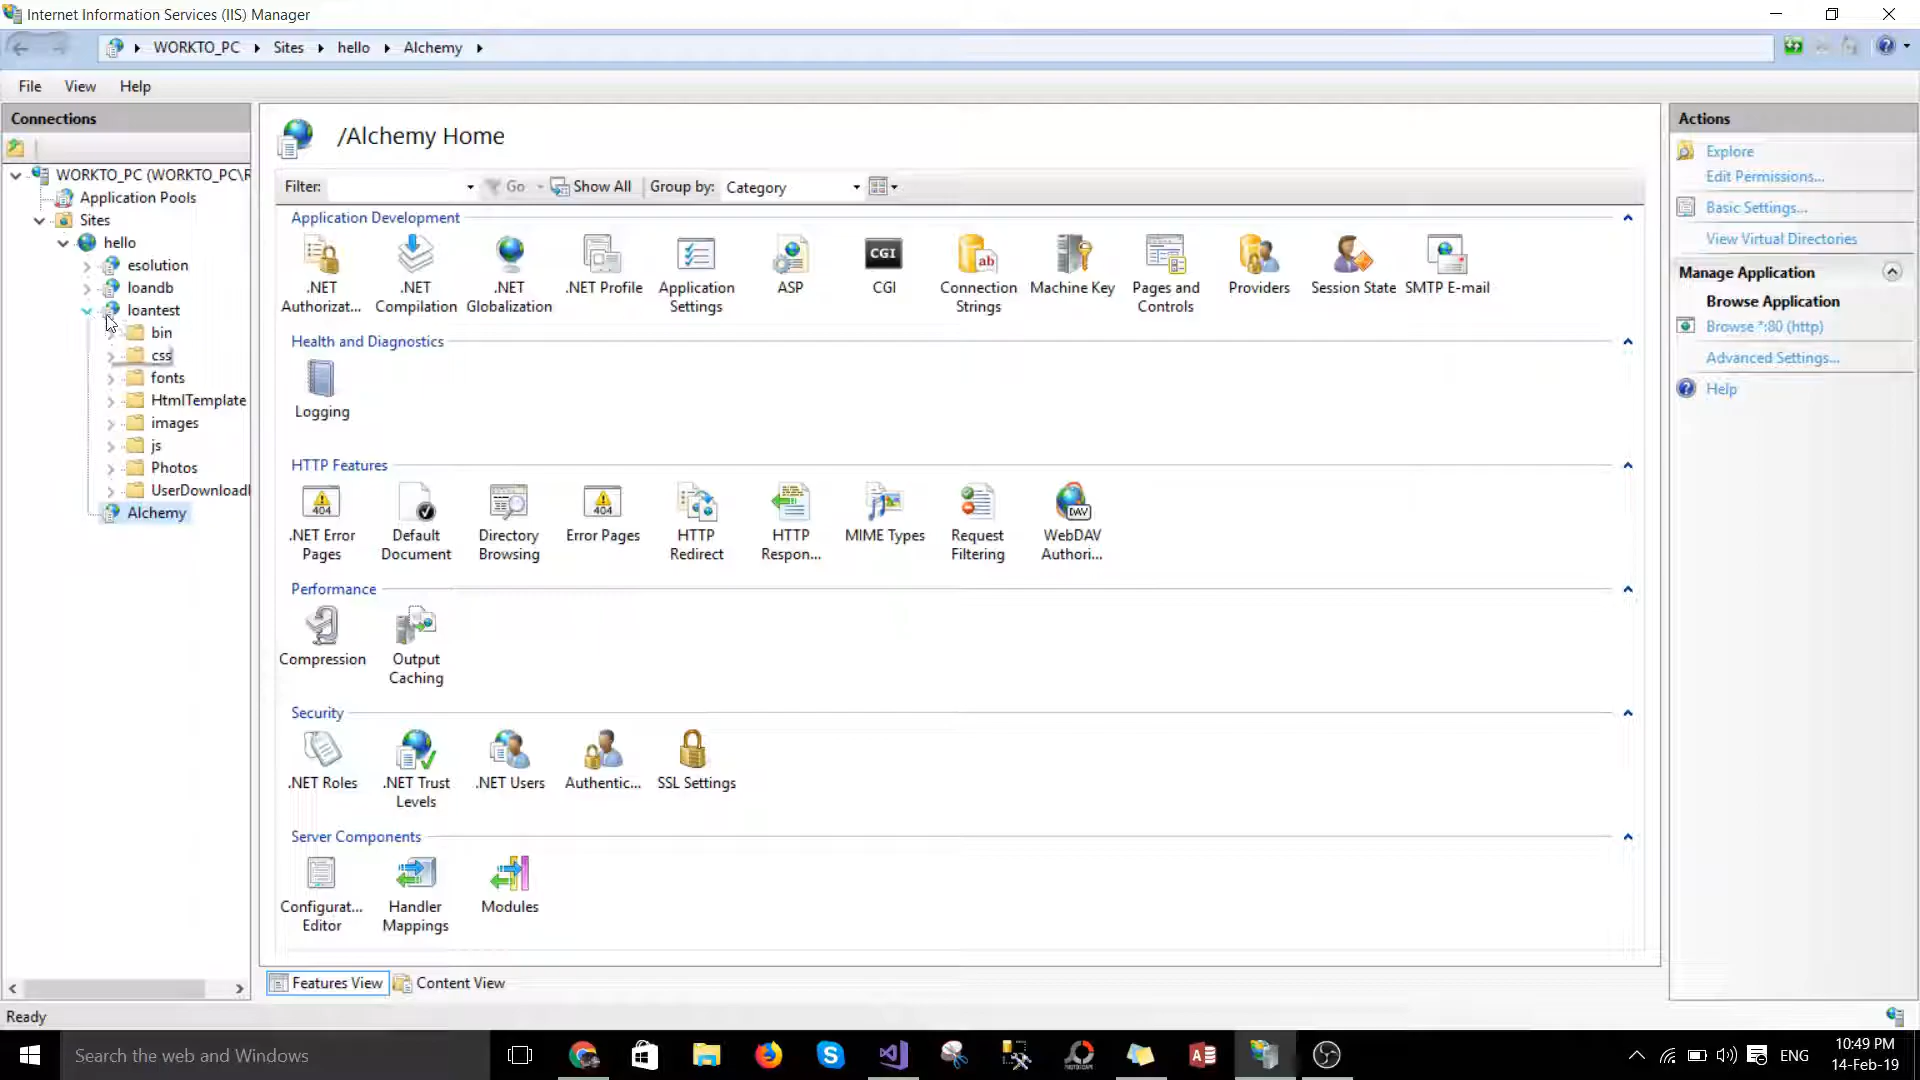 Internet Information Services (IIS) Manager
WORKTO_PC Sites hello Alchemy
File View Help
Connections
WORKTO_PC (WORKTO_PC\R
Application Pools
Sites
hello
esolution
loandb
loantest
bin
css
fonts
HtmlTemplate
images
js
Photos
UserDownload
Alchemy
/Alchemy Home
Filter: Go Show All Group by: Category
Application Development
.NET Authorizat...
.NET Compilation
.NET Globalization
.NET Profile
Application Settings
ASP
CGI
CGI
ab
Connection Strings
Machine Key
Pages and Controls
Providers
Session State
SMTP E-mail
Health and Diagnostics
Logging
HTTP Features
404
.NET Error Pages
Default Document
Directory Browsing
404
Error Pages
HTTP Redirect
HTTP Respon...
MIME Types
Request Filtering
DAV
WebDAV Authori...
Performance
Compression
Output Caching
Security
.NET Roles
.NET Trust Levels
.NET Users
Authentic...
SSL Settings
Server Components
Configurat... Editor
Handler Mappings
Modules
Features View Content View
Actions
Explore
Edit Permissions...
Basic Settings...
View Virtual Directories
Manage Application
Browse Application
Browse *:80 (http)
Advanced Settings...
Help
Ready
Search the web and Windows
ENG
10:49 PM
14-Feb-19